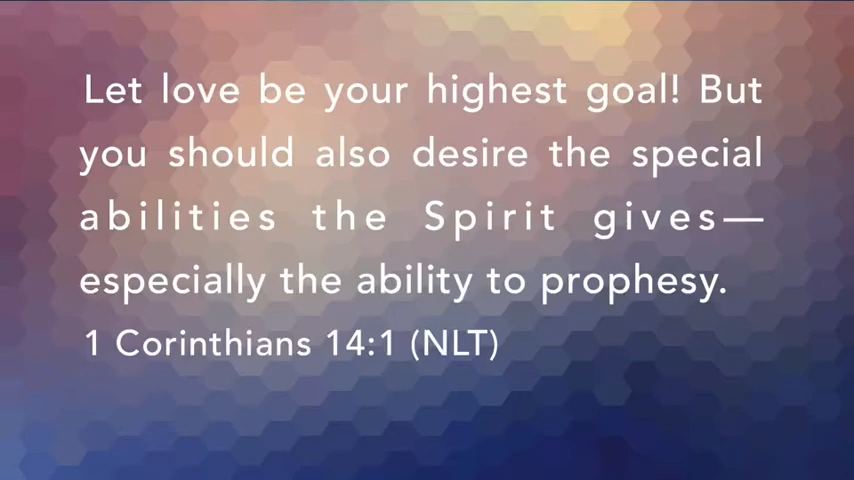 Let love be your highest goal! But
you should also desire the special
abilities the Spirit gives—
especially the ability to prophesy.
1 Corinthians 14:1 (NLT)